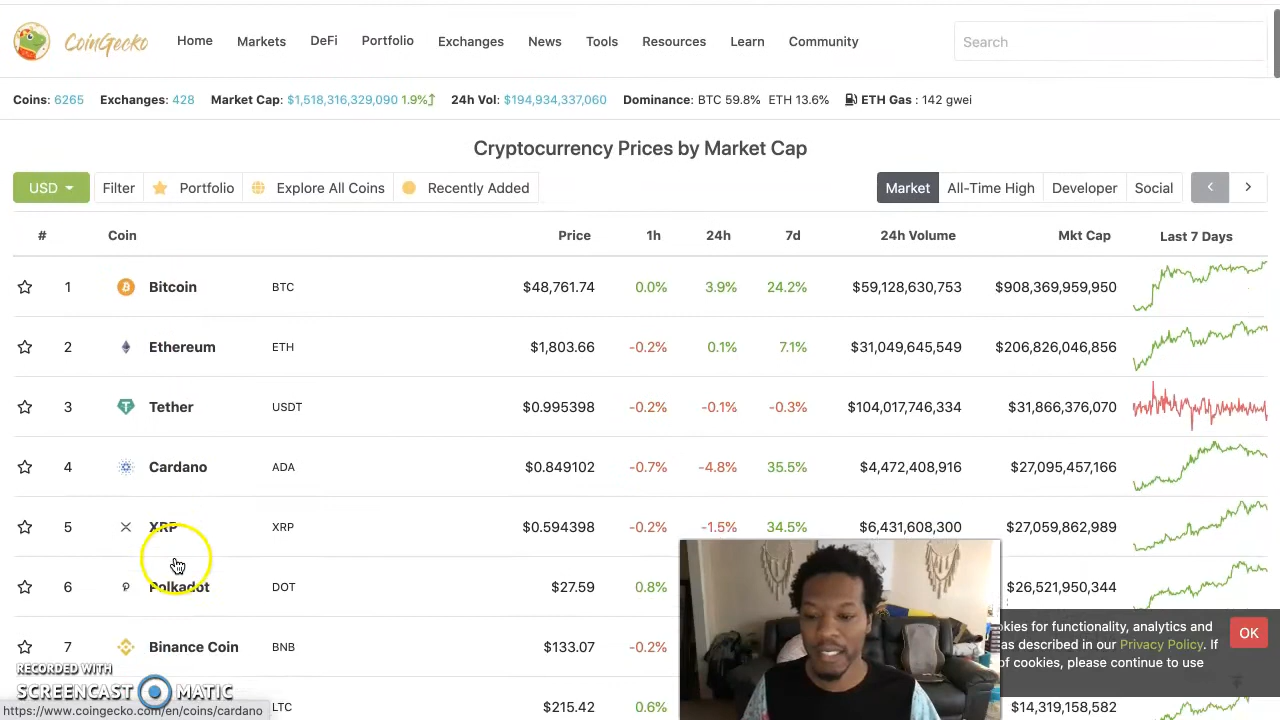 CoinGecko Home Markets DeFi Portfolio Exchanges News Tools Resources Learn Community Search
Coins: 6265 Exchanges: 428 Market Cap: $1,518,316,329,090 1.9% 24h Vol: $194,934,337,060 Dominance: BTC 59.8% ETH 13.6% ETH Gas : 142 gwei
Cryptocurrency Prices by Market Cap
USD Filter Portfolio Explore All Coins Recently Added Market All-Time High Developer Social
# Coin Price 1h 24h 7d 24h Volume Mkt Cap Last 7 Days
1 Bitcoin BTC $48,761.74 0.0% 3.9% 24.2% $59,128,630,753 $908,369,959,950
2 Ethereum ETH $1,803.66 -0.2% 0.1% 7.1% $31,049,645,549 $206,826,046,856
3 Tether USDT $0.995398 -0.2% -0.1% -0.3% $104,017,746,334 $31,866,376,070
4 Cardano ADA $0.849102 -0.7% -4.8% 35.5% $4,472,408,916 $27,095,457,166
5 XRP XRP $0.594398 -0.2% -1.5% 34.5% $6,431,608,300 $27,059,862,989
6 Polkadot DOT $27.59 0.8% $26,521,950,344
kies for functionality, analytics and
as described in our Privacy Policy. If
of cookies, please continue to use
OK
7 Binance Coin BNB $133.07 -0.2%
RECORDED WITH
SCREENCAST MATIC
LTC $215.42 0.6% $14,319,158,582
https://www.coingecko.com/en/coins/cardano